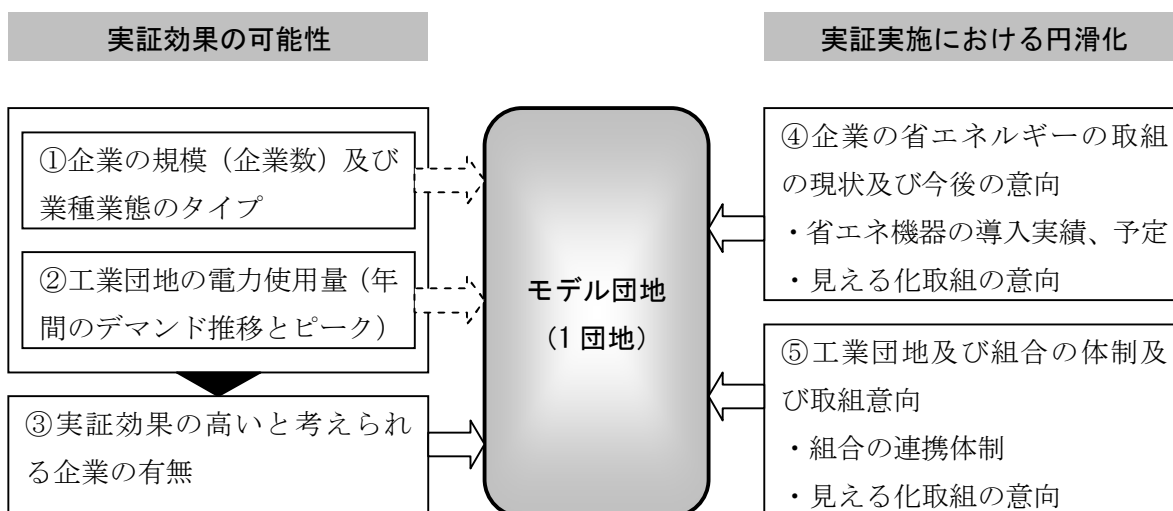 実証効果の可能性
①企業の規模（企業数）及び
業種業態のタイプ
②工業団地の電力使用量（年
間のデマンド推移とピーク）
③実証効果の高いと考えられ
る企業の有無
モデル団地
（1 団地）
実証実施における円滑化
④企業の省エネルギーの取組
の現状及び今後の意向
・省エネ機器の導入実績、予定
・見える化取組の意向
⑤工業団地及び組合の体制及
び取組意向
・組合の連携体制
・見える化取組の意向